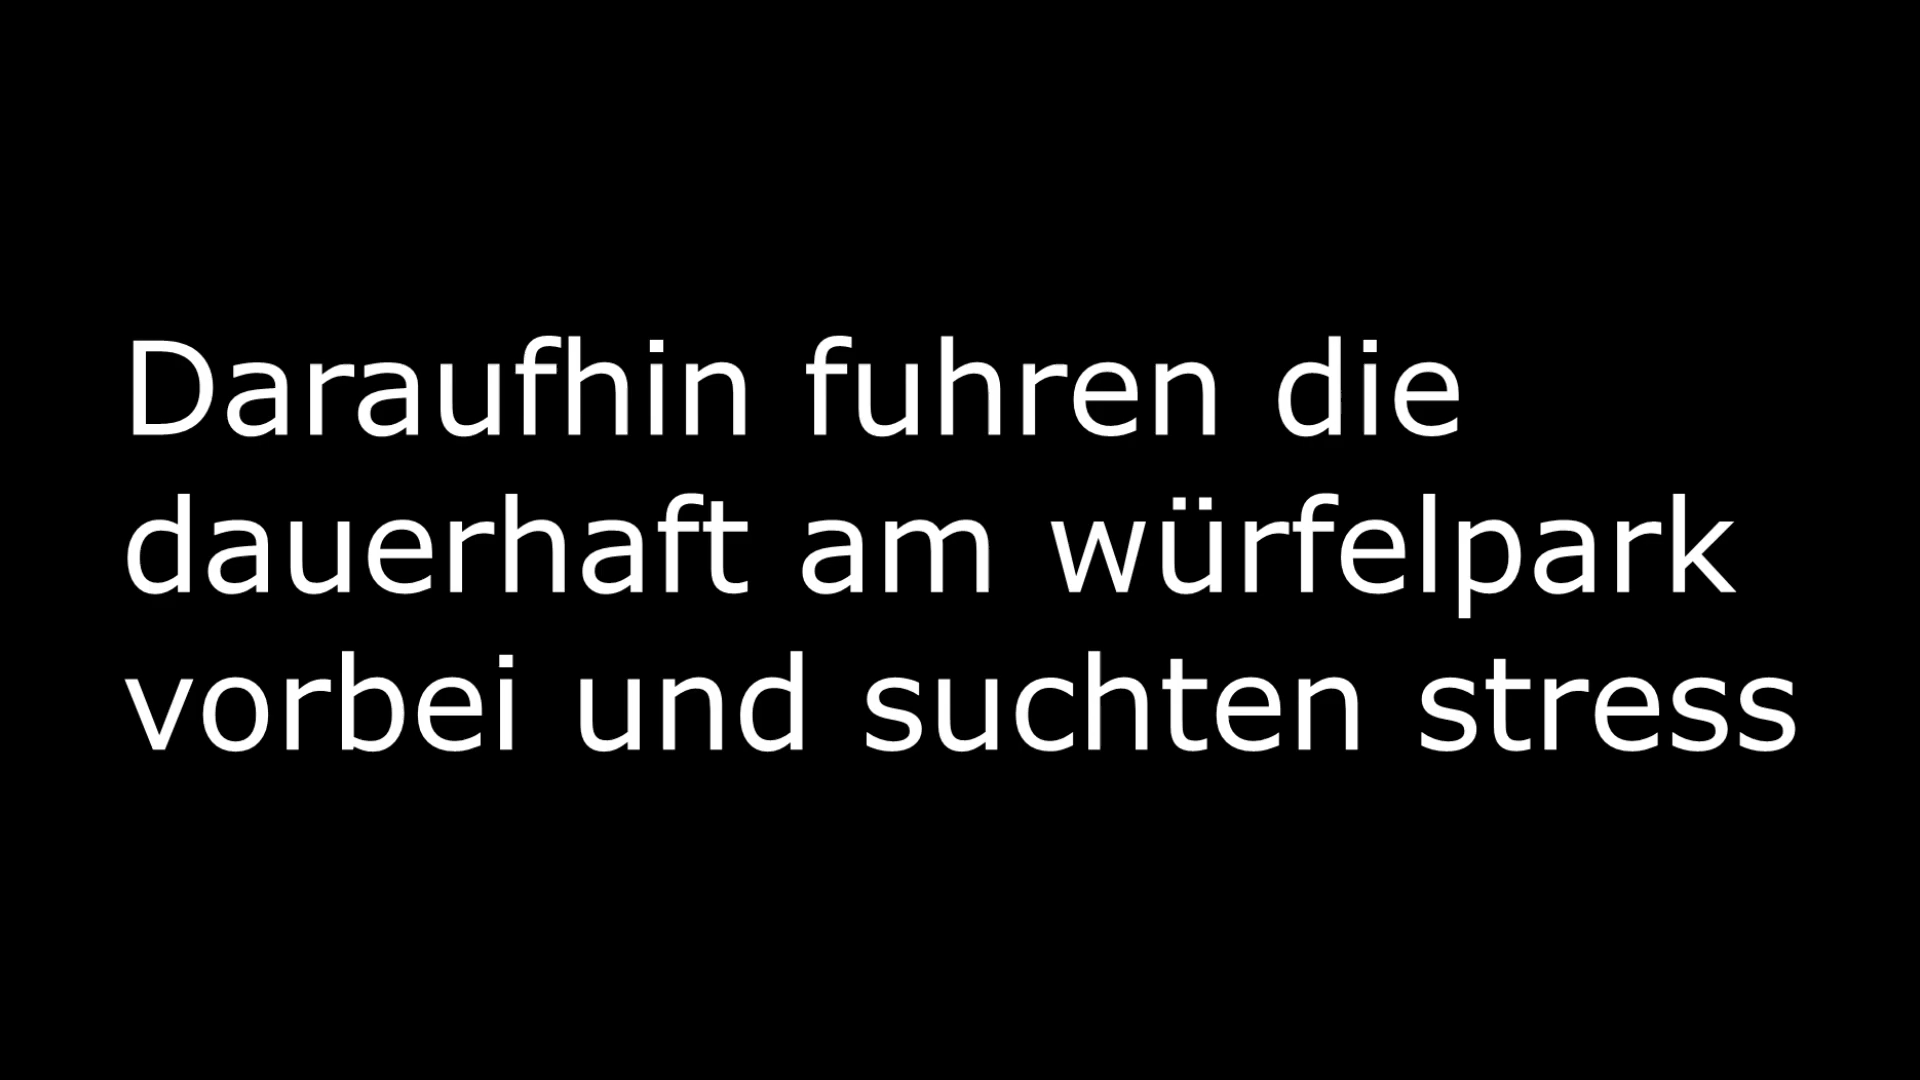 Daraufhin fuhren die
dauerhaft am würfelpark
vorbei und suchten stress